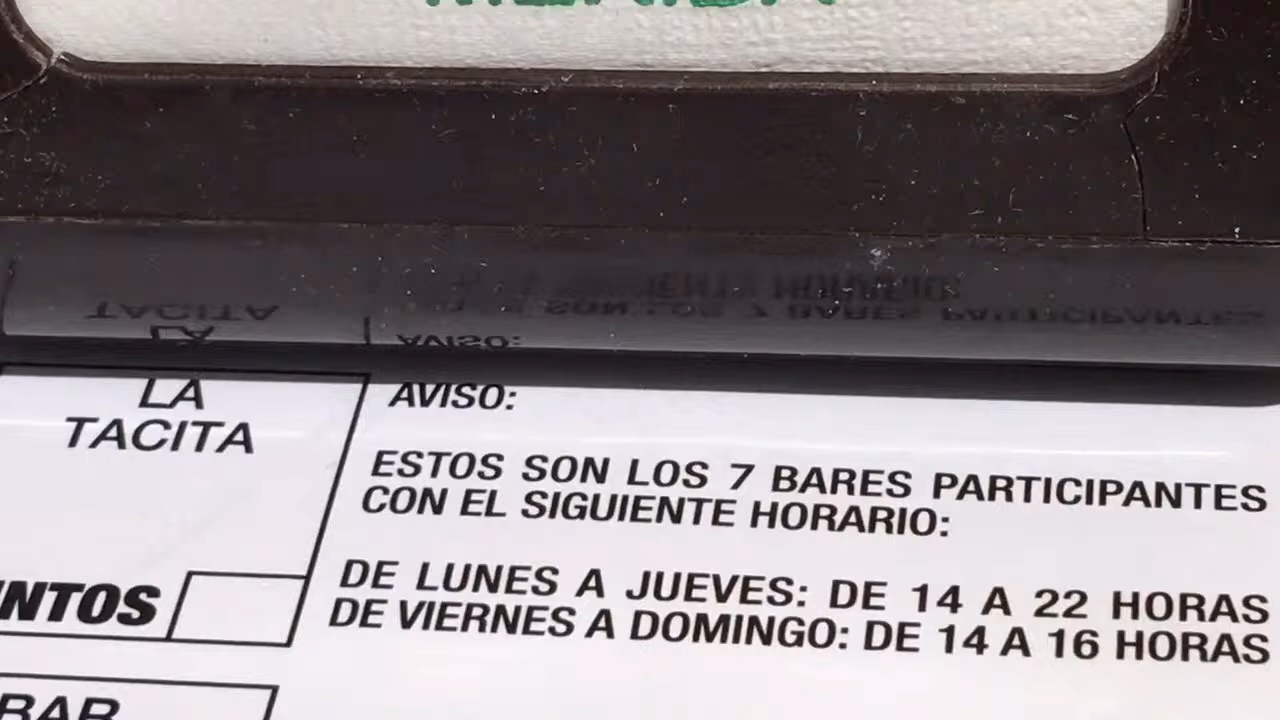 LA
TACITA
AVISO:
ESTOS SON LOS 7 BARES PARTICIPANTES
CON EL SIGUIENTE HORARIO:
DE LUNES A JUEVES: DE 14 A 22 HORAS
DE VIERNES A DOMINGO: DE 14 A 16 HORAS